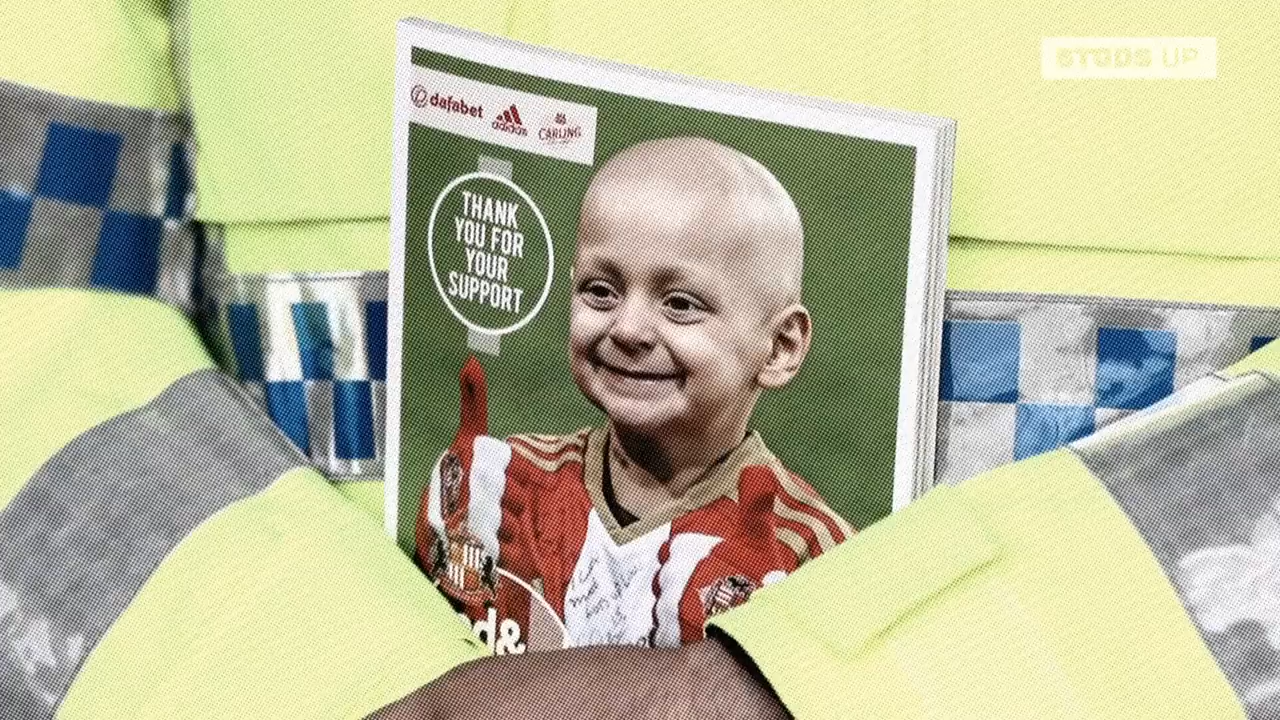 STUDS UP
dafabet
adidas
CARLING
THANK
YOU FOR
YOUR
SUPPORT
d&